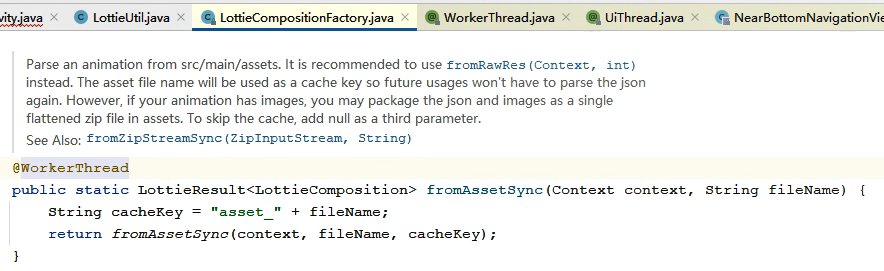 vity.java LottieUtil.java LottieCompositionFactory.java WorkerThread.java UiThread.java
Parse an animation from src/main/assets. It is recommended to use fromRawRes(Context, int)
instead. The asset file name will be used as a cache key so future usages won't have to parse the json
again. However, if your animation has images, you may package the json and images as a single
flattened zip file in assets. To skip the cache, add null as a third parameter.
See Also: fromZipStreamSync(ZipInputStream, String)
@WorkerThread
public static LottieResult<LottieComposition> fromAssetSync(Context context, String fileName) {
String cacheKey = "asset_" + fileName;
return fromAssetSync(context, fileName, cacheKey);
}